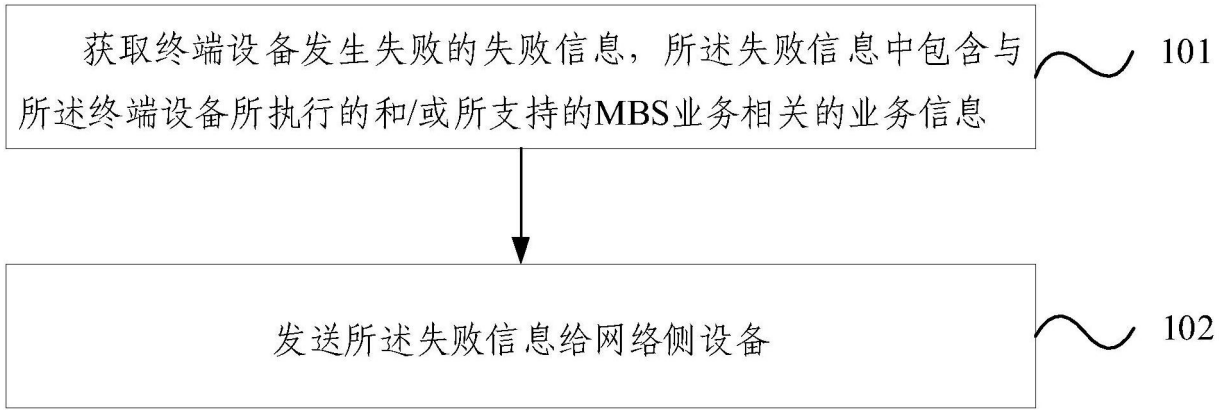 获取终端设备发生失败的失败信息，所述失败信息中包含与
所述终端设备所执行的和/或所支持的MBS业务相关的业务信息
101
发送所述失败信息给网络侧设备
102